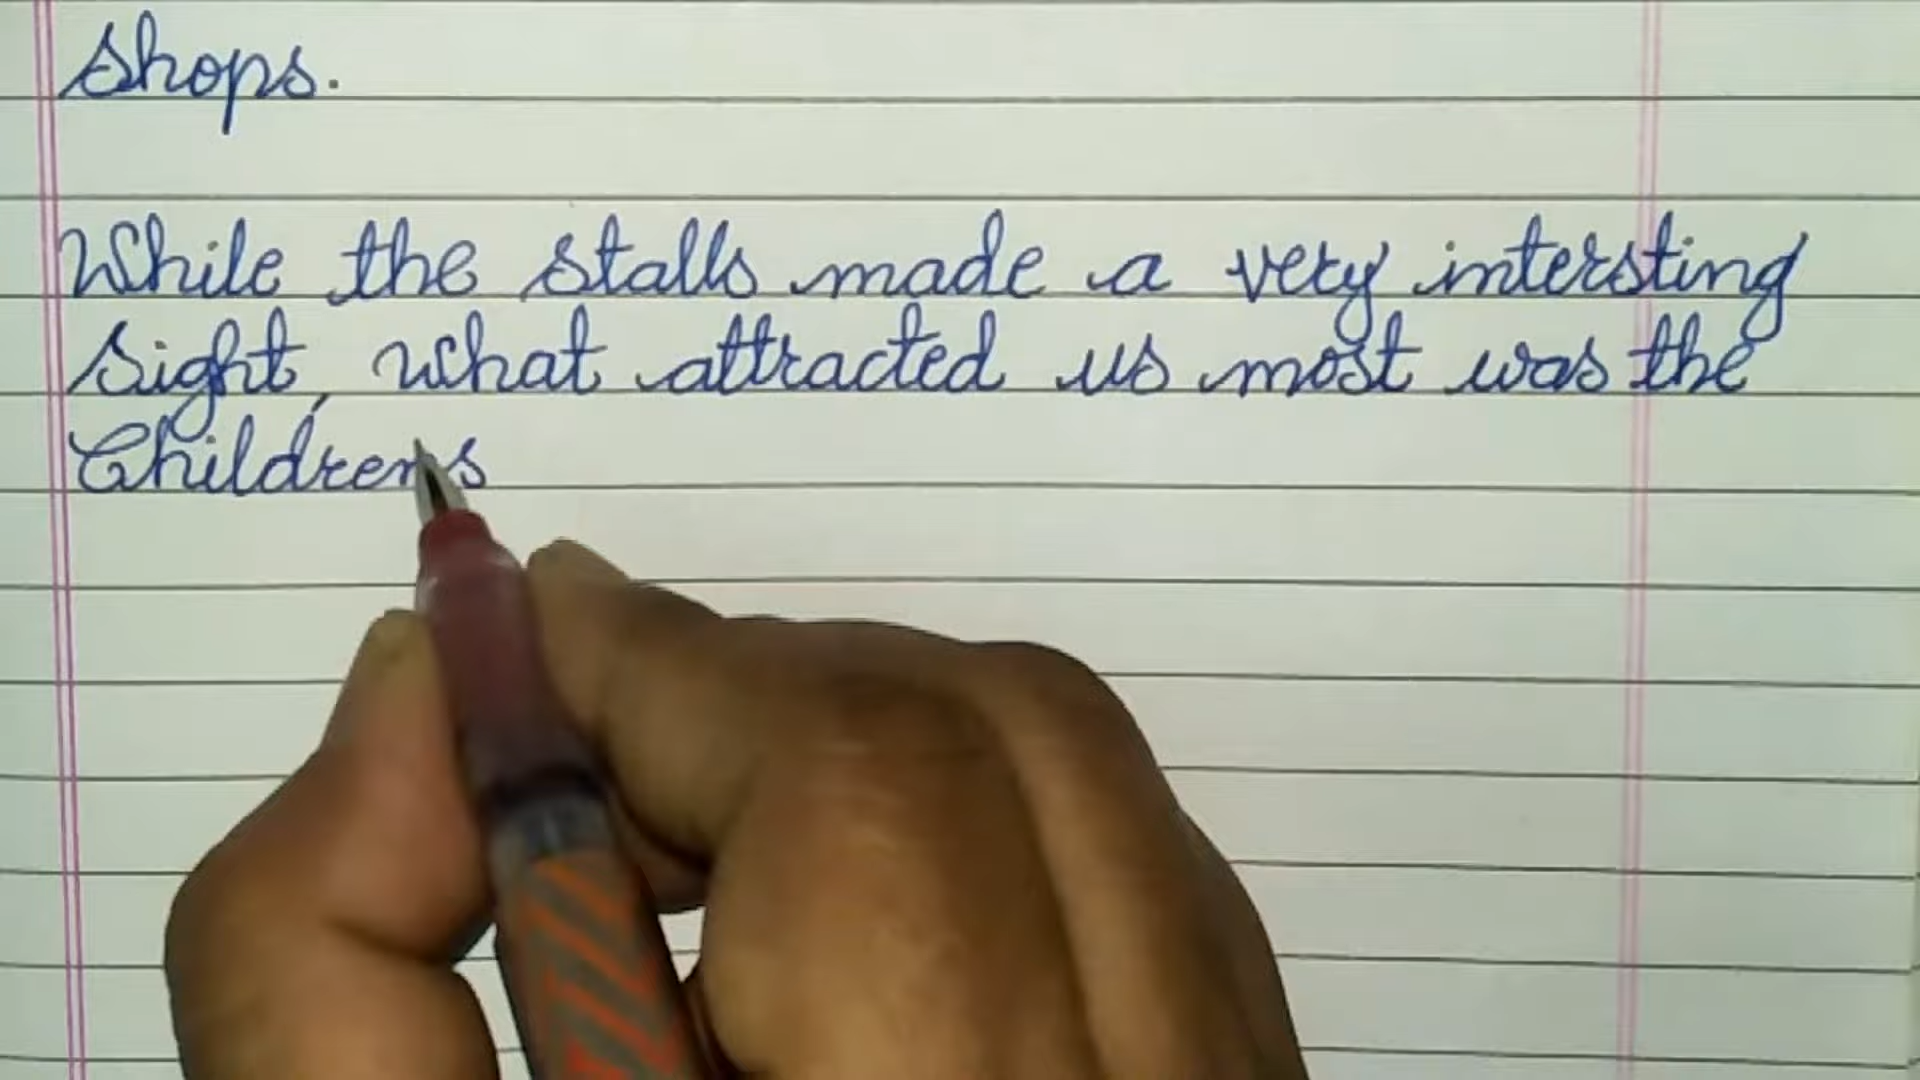 shops.
While the stalls made a very intersting
sight, what attracted us most was the
Childrens